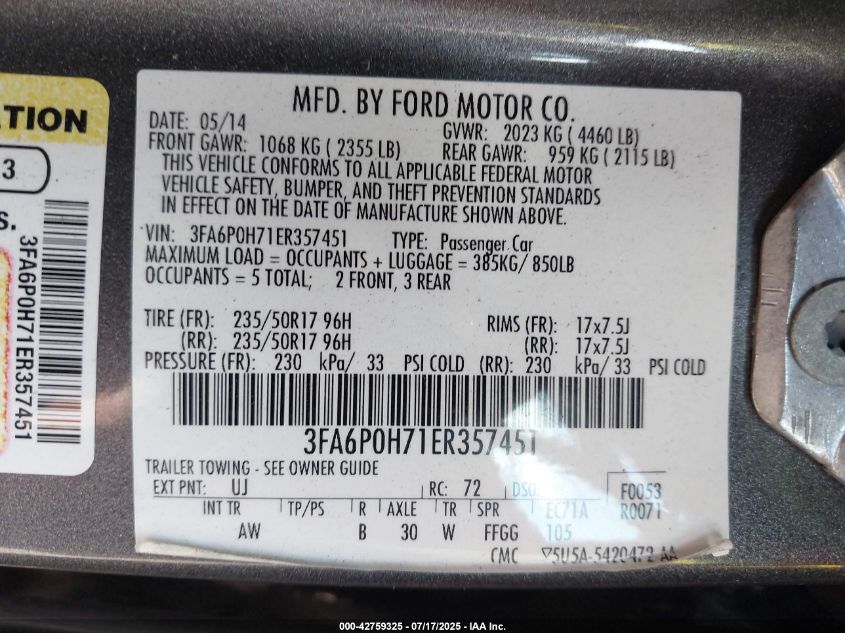 ATION
3
S.
3FA6P0H71ER357451
MFD. BY FORD MOTOR CO.
DATE: 05/14
GVWR: 2023 KG ( 4460 LB)
FRONT GAWR: 1068 KG ( 2355 LB)
REAR GAWR: 959 KG ( 2115 LB)
THIS VEHICLE CONFORMS TO ALL APPLICABLE FEDERAL MOTOR
VEHICLE SAFETY, BUMPER, AND THEFT PREVENTION STANDARDS
IN EFFECT ON THE DATE OF MANUFACTURE SHOWN ABOVE.
VIN: 3FA6P0H71ER357451 TYPE: Passenger Car
MAXIMUM LOAD = OCCUPANTS + LUGGAGE = 385KG/ 850LB
OCCUPANTS = 5 TOTAL; 2 FRONT, 3 REAR
TIRE (FR): 235/50R17 96H RIMS (FR): 17x7.5J
(RR): 235/50R17 96H (RR): 17x7.5J
PRESSURE (FR): 230 kPa/ 33 PSI COLD (RR): 230 kPa/ 33 PSI COLD
3FA6P0H71ER357451
TRAILER TOWING - SEE OWNER GUIDE
EXT PNT: UJ RC: 72 DSO: F0053
INT TR TP/PS R AXLE TR SPR EC71A R0071
AW B 30 W FFGG 105
CMC 5U5A-5420472-AA
000-42759325 - 07/17/2025 - IAA Inc.